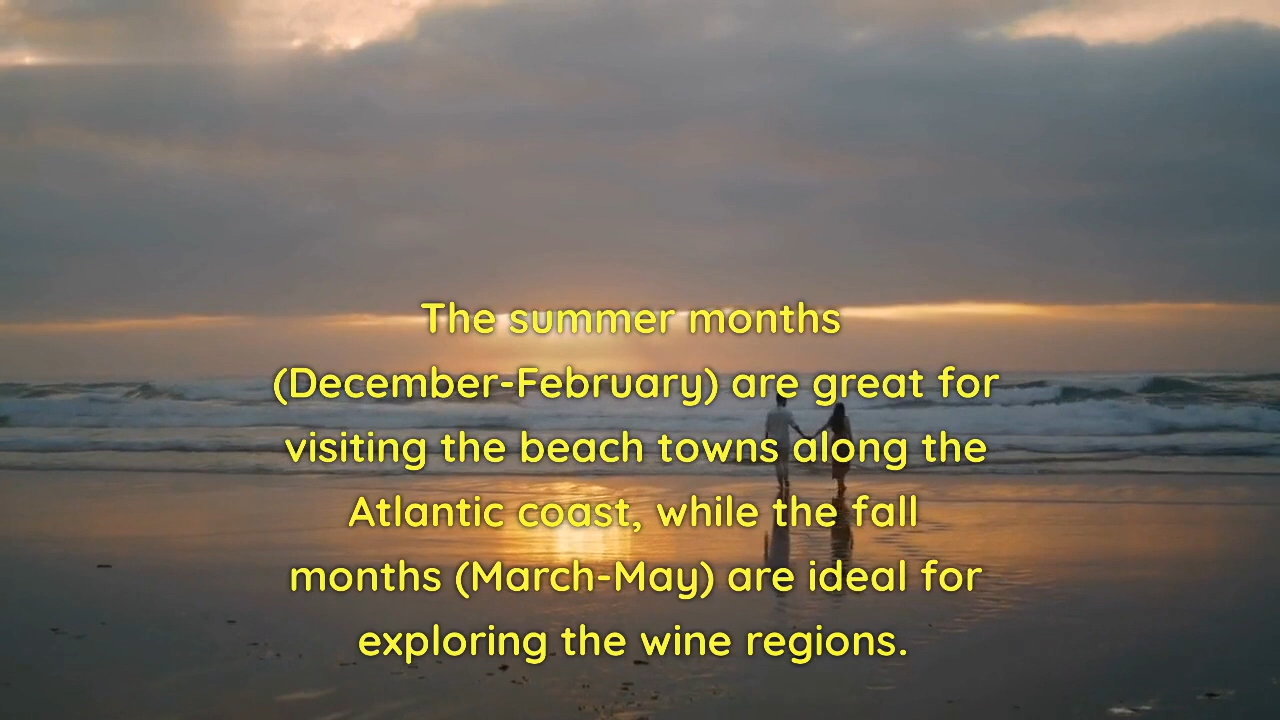 The summer months
(December-February) are great for
visiting the beach towns along the
Atlantic coast, while the fall
months (March-May) are ideal for
exploring the wine regions.